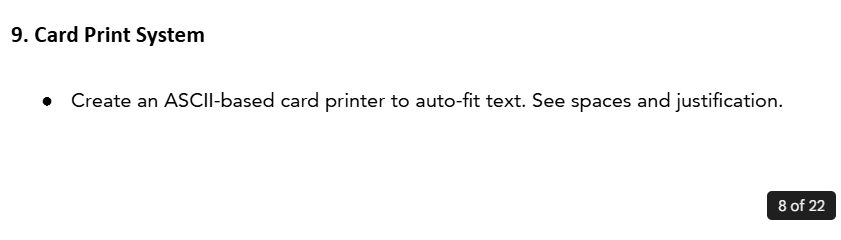 9. Card Print System
● Create an ASCII-based card printer to auto-fit text. See spaces and justification.
8 of 22